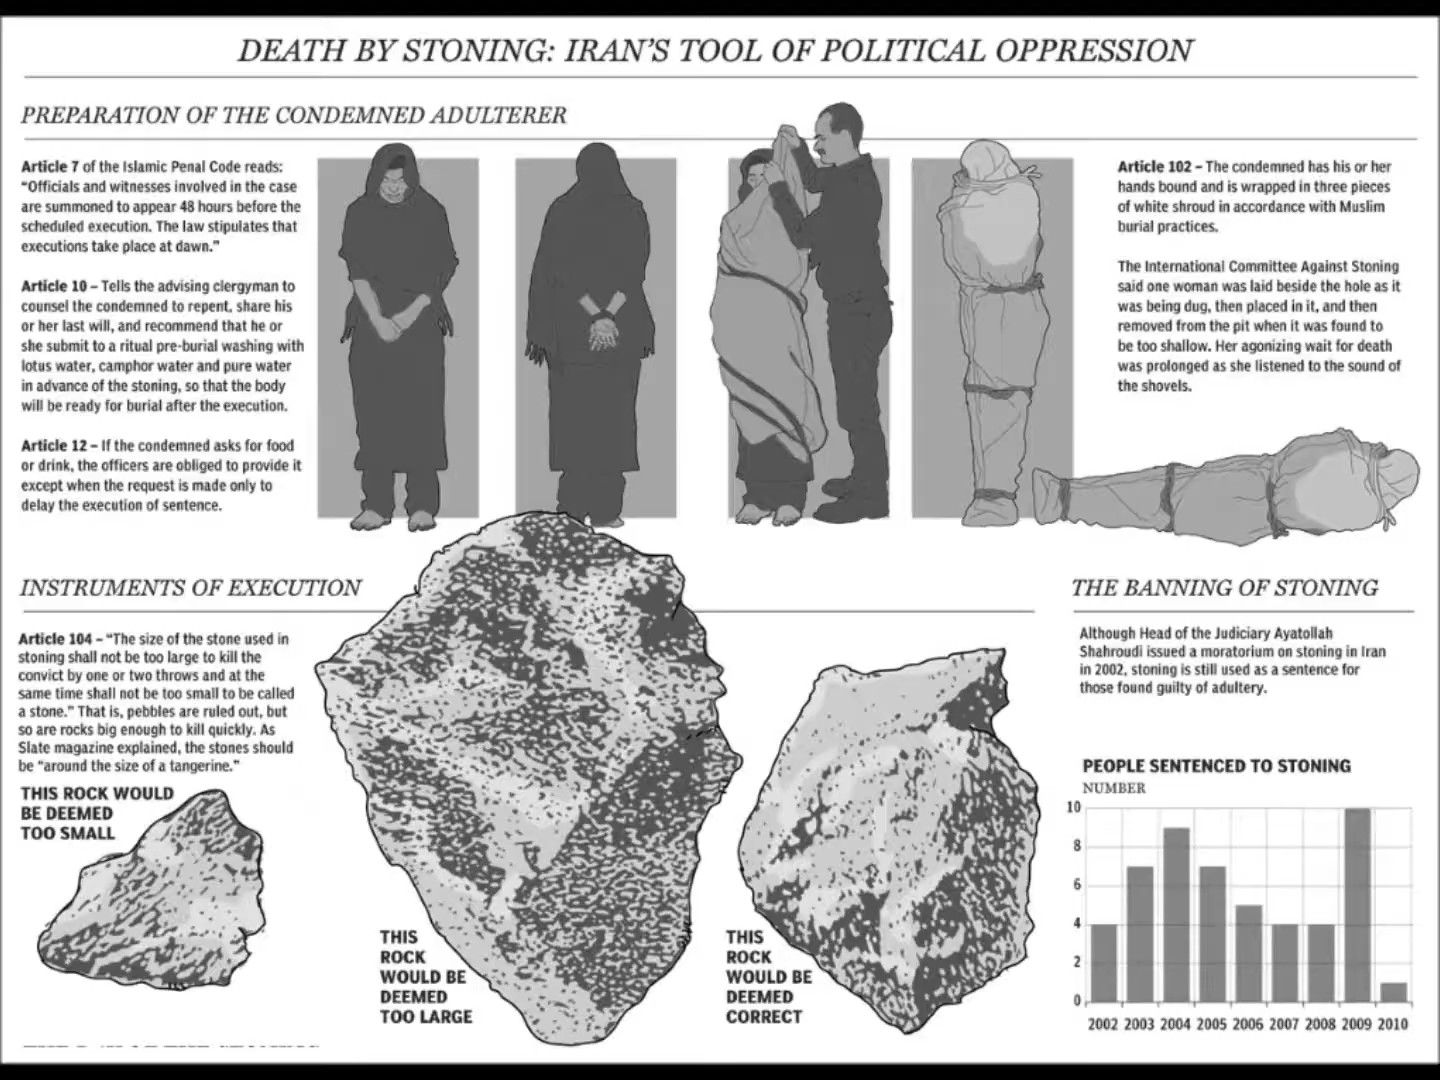 DEATH BY STONING: IRAN'S TOOL OF POLITICAL OPPRESSION
PREPARATION OF THE CONDEMNED ADULTERER
Article 7 of the Islamic Penal Code reads:
“Officials and witnesses involved in the case
are summoned to appear 48 hours before the
scheduled execution. The law stipulates that
executions take place at dawn.”
Article 10 – Tells the advising clergyman to
counsel the condemned to repent, share his
or her last will, and recommend that he or
she submit to a ritual pre-burial washing with
lotus water, camphor water and pure water
in advance of the stoning, so that the body
will be ready for burial after the execution.
Article 12 – If the condemned asks for food
or drink, the officers are obliged to provide it
except when the request is made only to
delay the execution of sentence.
Article 102 – The condemned has his or her
hands bound and is wrapped in three pieces
of white shroud in accordance with Muslim
burial practices.
The International Committee Against Stoning
said one woman was laid beside the hole as it
was being dug, then placed in it, and then
removed from the pit when it was found to
be too shallow. Her agonizing wait for death
was prolonged as she listened to the sound of
the shovels.
INSTRUMENTS OF EXECUTION
Article 104 – “The size of the stone used in
stoning shall not be too large to kill the
convict by one or two throws and at the
same time shall not be too small to be called
a stone.” That is, pebbles are ruled out, but
so are rocks big enough to kill quickly. As
Slate magazine explained, the stones should
be “around the size of a tangerine.”
THIS ROCK WOULD
BE DEEMED
TOO SMALL
THIS
ROCK
WOULD BE
DEEMED
TOO LARGE
THIS
ROCK
WOULD BE
DEEMED
CORRECT
THE BANNING OF STONING
Although Head of the Judiciary Ayatollah
Shahroudi issued a moratorium on stoning in Iran
in 2002, stoning is still used as a sentence for
those found guilty of adultery.
PEOPLE SENTENCED TO STONING
NUMBER
10
8
6
4
2
0
2002 2003 2004 2005 2006 2007 2008 2009 2010